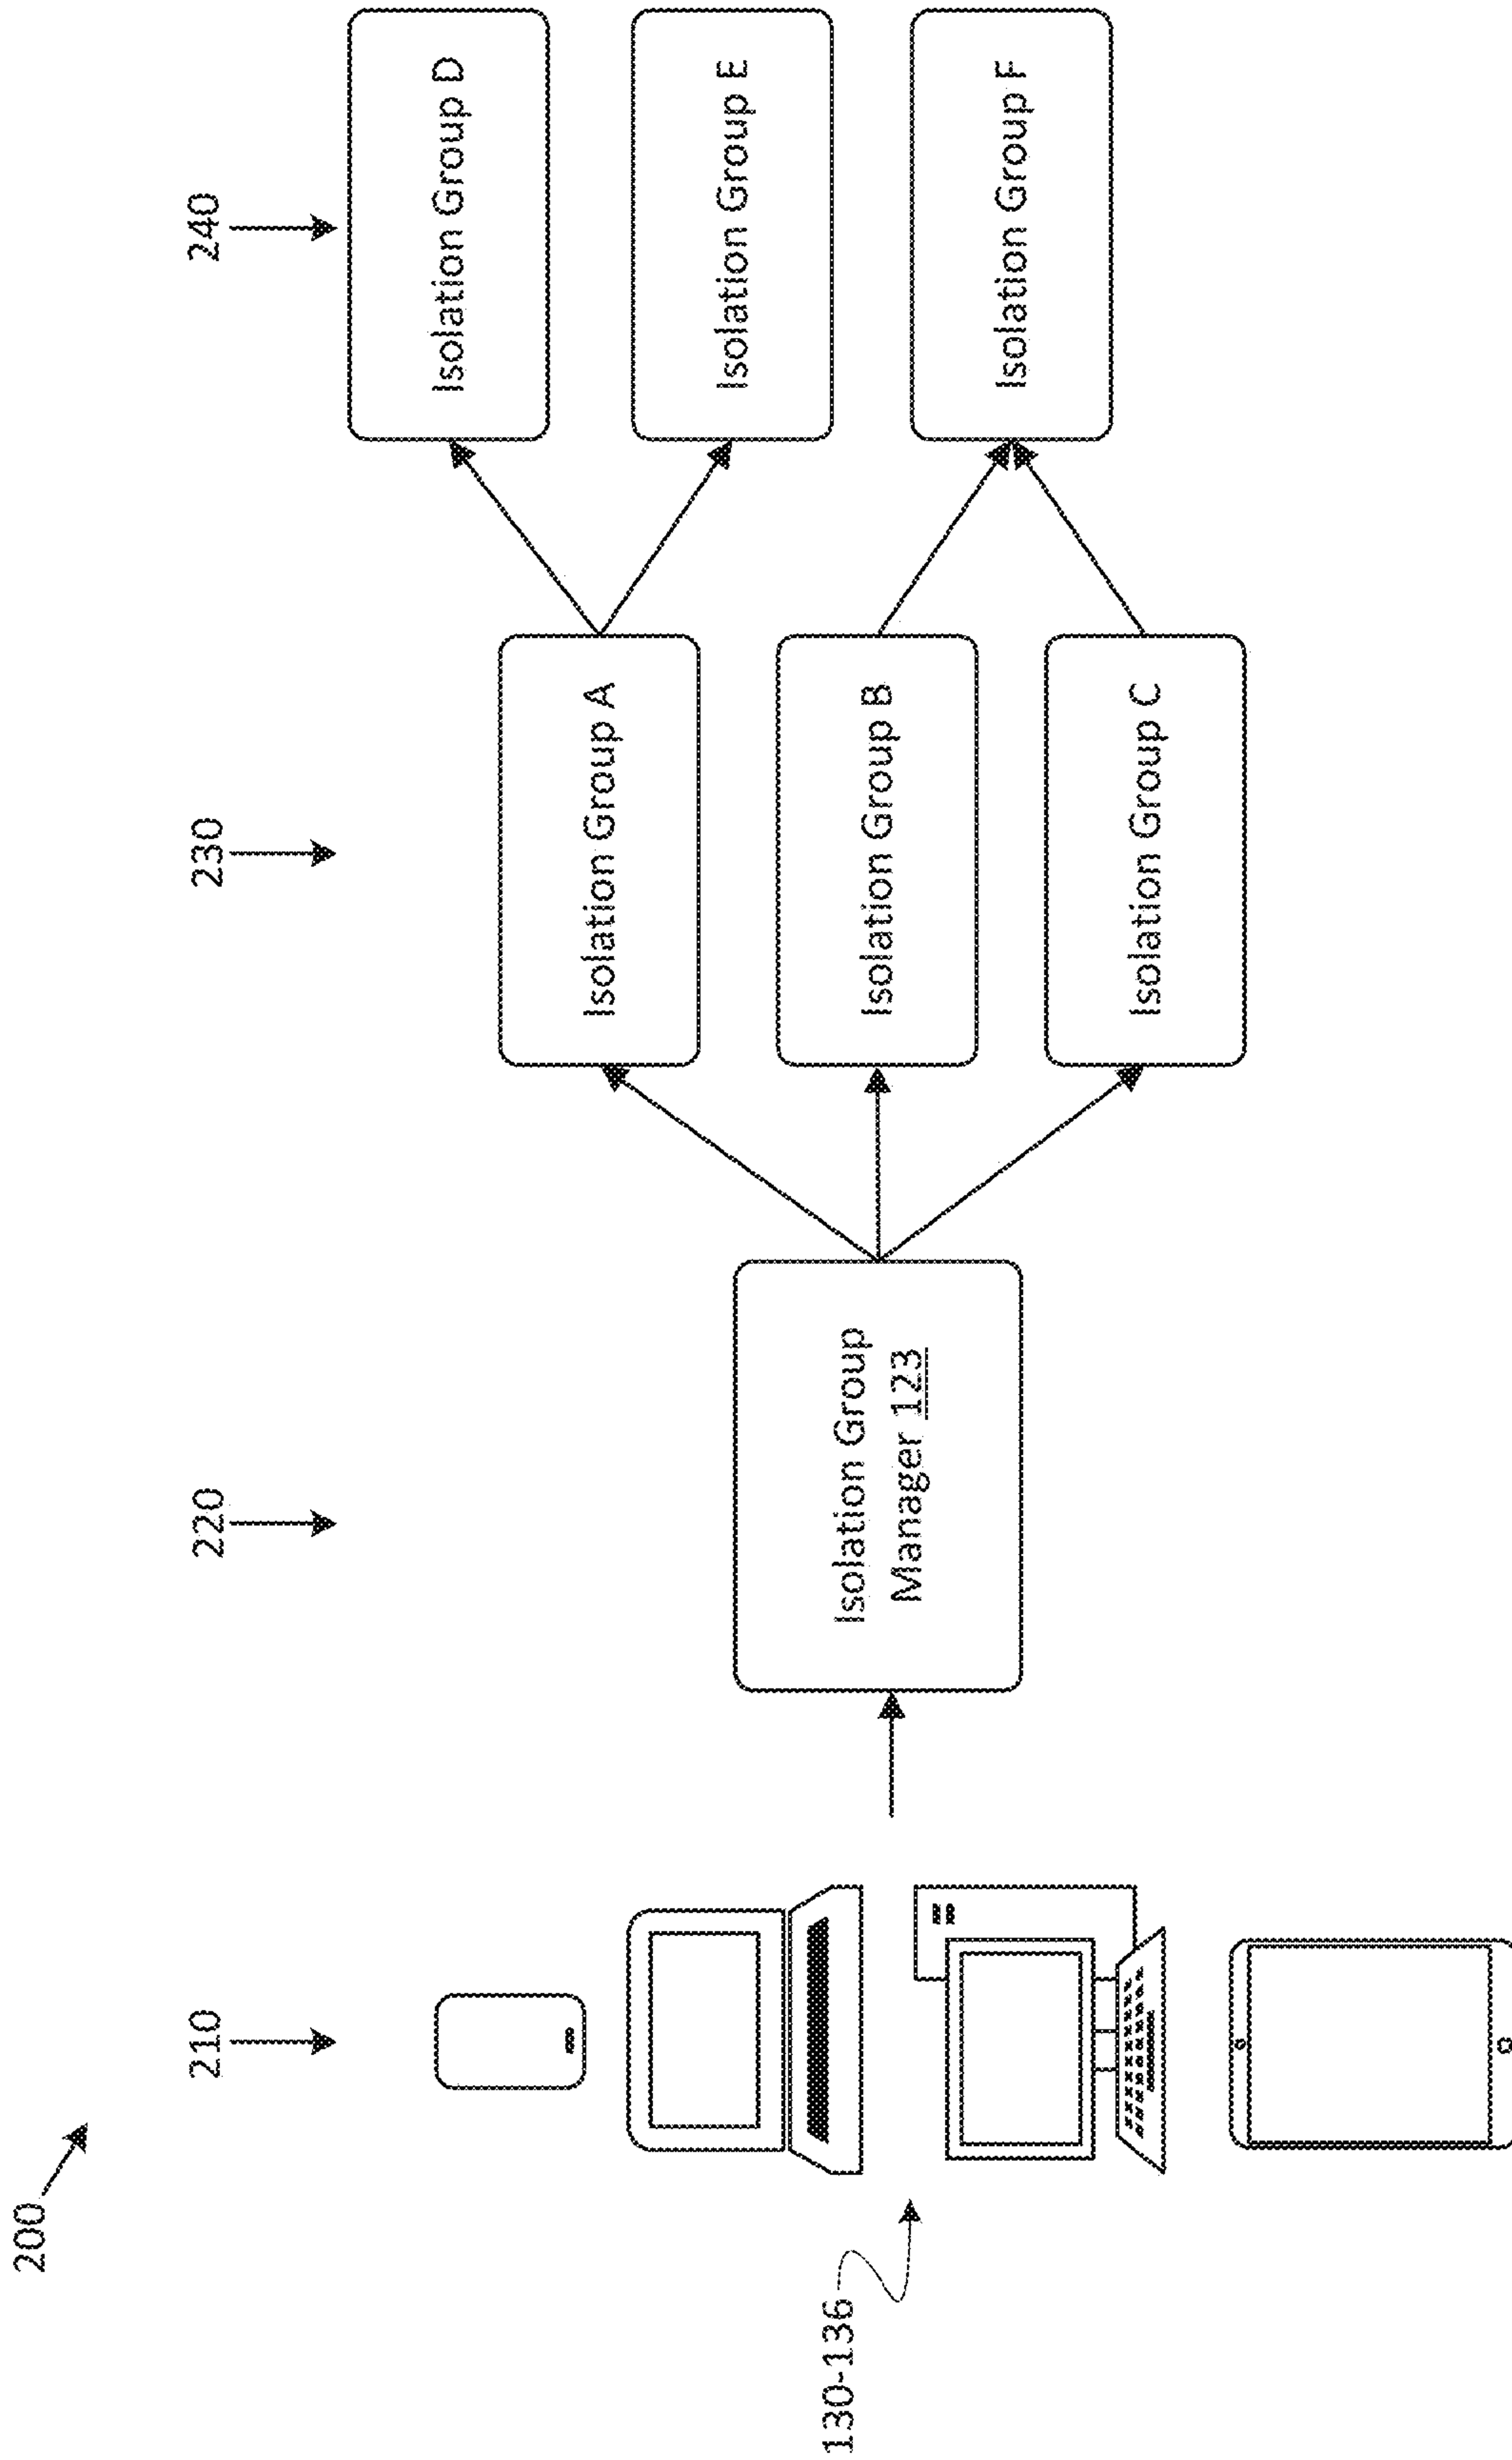 200
210
220
230
240
130-136
Isolation Group
Manager 123
Isolation Group A
Isolation Group B
Isolation Group C
Isolation Group D
Isolation Group E
Isolation Group F